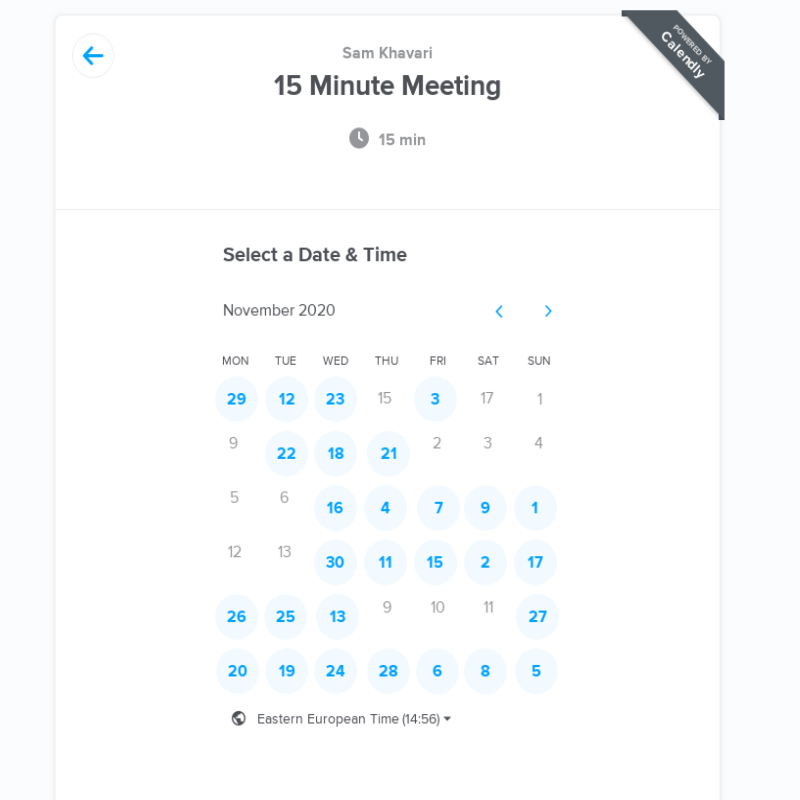 POWERED BY
Calendly
Sam Khavari
15 Minute Meeting
15 min
Select a Date & Time
November 2020
MON TUE WED THU FRI SAT SUN
29 12 23 15 3 17 1
9 22 18 21 2 3 4
5 6 16 4 7 9 1
12 13 30 11 15 2 17
26 25 13 9 10 11 27
20 19 24 28 6 8 5
Eastern European Time (14:56)